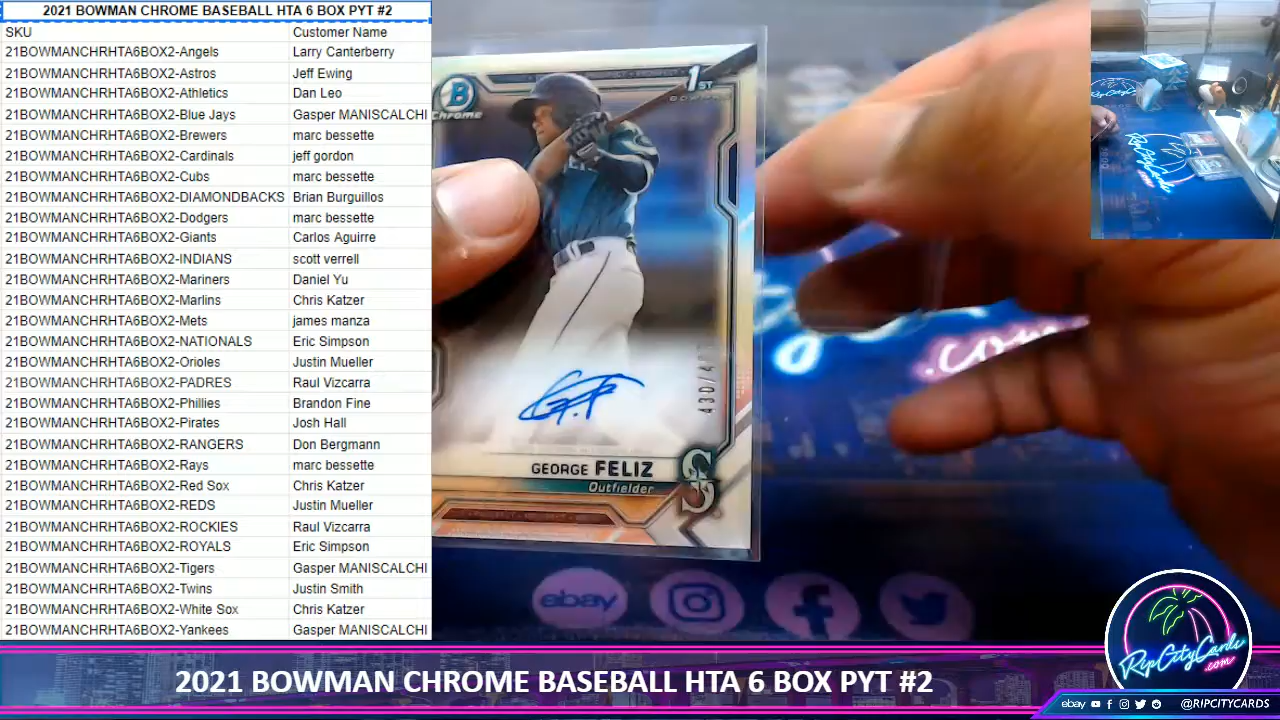 2021 BOWMAN CHROME BASEBALL HTA 6 BOX PYT #2
SKU Customer Name
21BOWMANCHRHTA6BOX2-Angels Larry Canterberry
21BOWMANCHRHTA6BOX2-Astros Jeff Ewing
21BOWMANCHRHTA6BOX2-Athletics Dan Leo
21BOWMANCHRHTA6BOX2-Blue Jays Gasper MANISCALCHI
21BOWMANCHRHTA6BOX2-Brewers marc bessette
21BOWMANCHRHTA6BOX2-Cardinals jeff gordon
21BOWMANCHRHTA6BOX2-Cubs marc bessette
21BOWMANCHRHTA6BOX2-DIAMONDBACKS Brian Burguillos
21BOWMANCHRHTA6BOX2-Dodgers marc bessette
21BOWMANCHRHTA6BOX2-Giants Carlos Aguirre
21BOWMANCHRHTA6BOX2-INDIANS scott verrell
21BOWMANCHRHTA6BOX2-Mariners Daniel Yu
21BOWMANCHRHTA6BOX2-Marlins Chris Katzer
21BOWMANCHRHTA6BOX2-Mets james manza
21BOWMANCHRHTA6BOX2-NATIONALS Eric Simpson
21BOWMANCHRHTA6BOX2-Orioles Justin Mueller
21BOWMANCHRHTA6BOX2-PADRES Raul Vizcarra
21BOWMANCHRHTA6BOX2-Phillies Brandon Fine
21BOWMANCHRHTA6BOX2-Pirates Josh Hall
21BOWMANCHRHTA6BOX2-RANGERS Don Bergmann
21BOWMANCHRHTA6BOX2-Rays marc bessette
21BOWMANCHRHTA6BOX2-Red Sox Chris Katzer
21BOWMANCHRHTA6BOX2-REDS Justin Mueller
21BOWMANCHRHTA6BOX2-ROCKIES Raul Vizcarra
21BOWMANCHRHTA6BOX2-ROYALS Eric Simpson
21BOWMANCHRHTA6BOX2-Tigers Gasper MANISCALCHI
21BOWMANCHRHTA6BOX2-Twins Justin Smith
21BOWMANCHRHTA6BOX2-White Sox Chris Katzer
21BOWMANCHRHTA6BOX2-Yankees Gasper MANISCALCHI
B
Chrome
1ST
GEORGE FELIZ
Outfielder
.com
ebay
RipCityCards
.com
2021 BOWMAN CHROME BASEBALL HTA 6 BOX PYT #2
ebay @RIPCITYCARDS